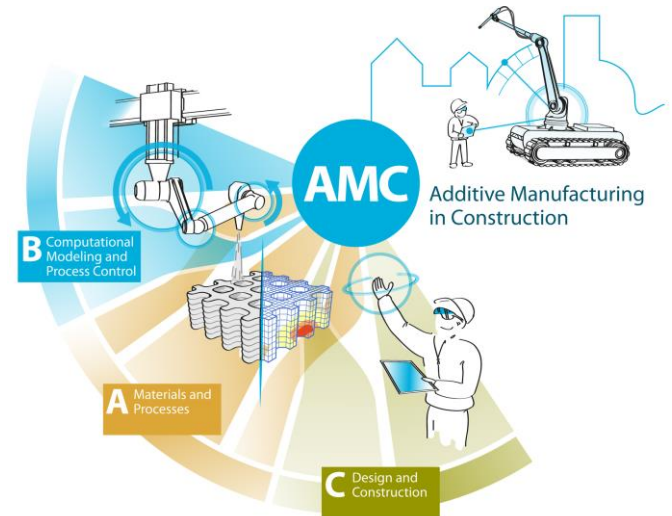 AMC
Additive Manufacturing
in Construction
B Computational
Modeling and
Process Control
A Materials and
Processes
C Design and
Construction